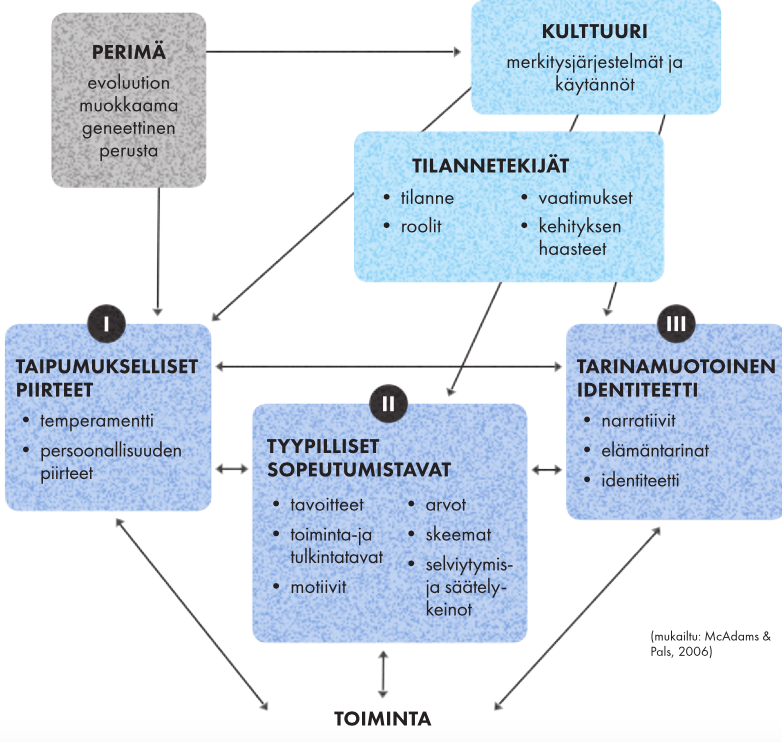 PERIMÄ
evoluution
muokkaama
geneettinen
perusta
KULTTUURI
merkitysjärjestelmät ja
käytännöt
TILANNETEKIJÄT
• tilanne
• roolit
• vaatimukset
• kehityksen
haasteet
I
TAIPUMUKSELLISET
PIIRTEET
• temperamentti
• persoonallisuuden
piirteet
II
TYYPILLISET
SOPEUTUMISTAVAT
• tavoitteet
• toiminta-ja
tulkintatavat
• motiivit
• arvot
• skeemat
• selviytymis-
ja säätely-
keinot
III
TARINAMUOTOINEN
IDENTITEETTI
• narratiivit
• elämäntarinat
• identiteetti
(mukailtu: McAdams &
Pals, 2006)
TOIMINTA